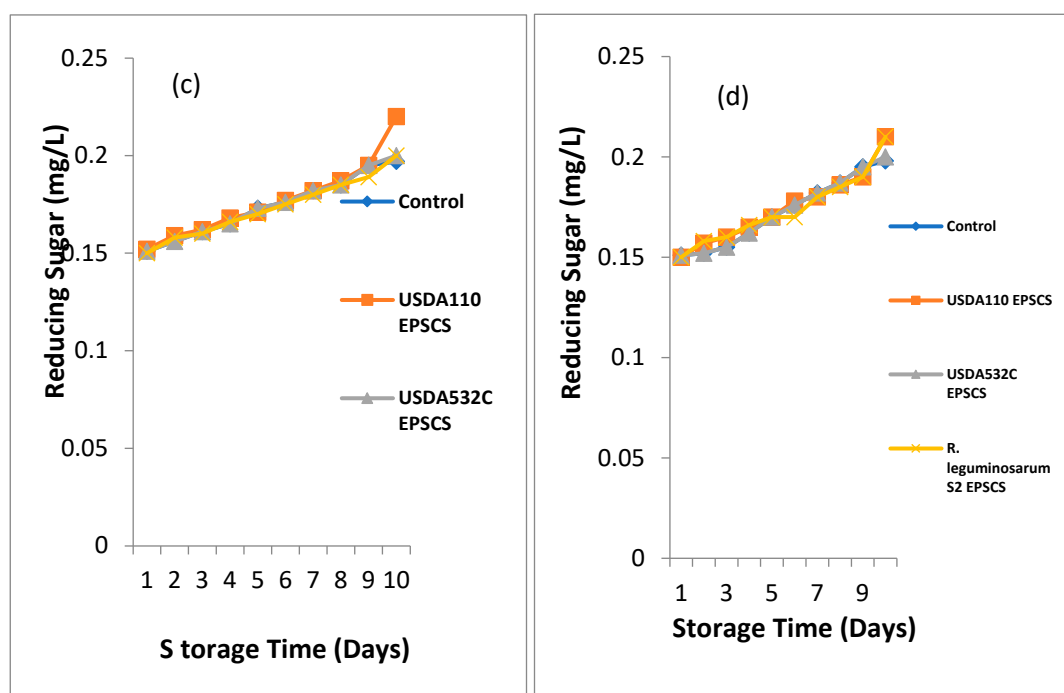 0.25
(c)
0.2
0.15
0.1
0.05
0
Reducing Sugar (mg/L)
1 2 3 4 5 6 7 8 9 10
S torage Time (Days)
Control
USDA110
EPSCS
USDA532C
EPSCS
0.25
(d)
0.2
0.15
0.1
0.05
0
Reducing Sugar (mg/L)
1 3 5 7 9
Storage Time (Days)
Control
USDA110 EPSCS
USDA532C
EPSCS
R.
leguminosarum
S2 EPSCS